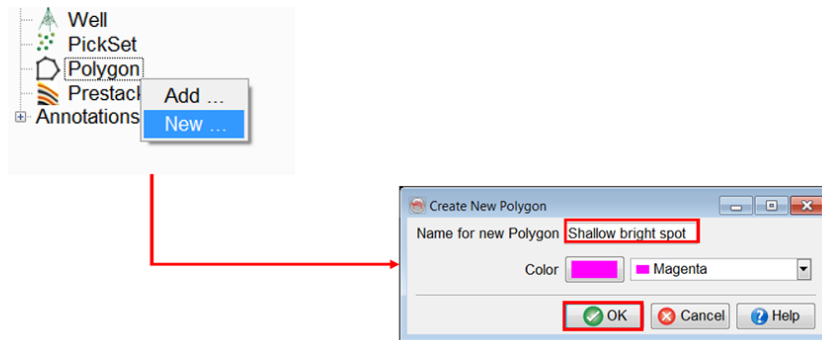 Well
PickSet
Polygon
Add ...
New ...
Annotations
Create New Polygon
Name for new Polygon Shallow bright spot
Color Magenta
OK Cancel Help